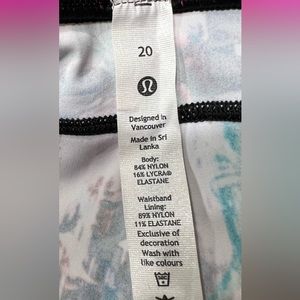 20
Designed in
Vancouver
Made in Sri
Lanka
Body:
84% NYLON
16% LYCRA®
ELASTANE
Waistband
Lining:
89% NYLON
11% ELASTANE
Exclusive of
decoration
Wash with
like colours